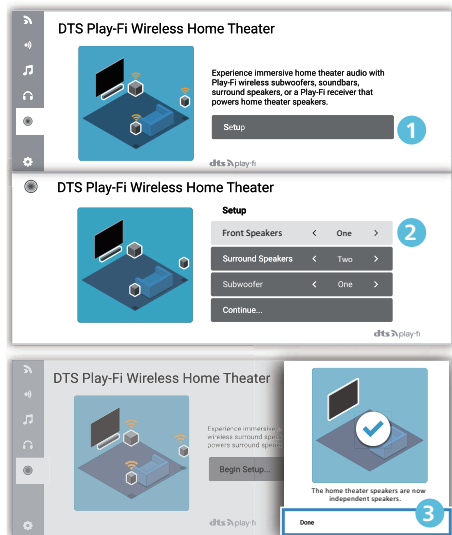 DTS Play-Fi Wireless Home Theater
Experience immersive home theater audio with
Play-Fi wireless subwoofers, soundbars,
surround speakers, or a Play-Fi receiver that
powers home theater speakers.
Setup
1
dts play-fi
DTS Play-Fi Wireless Home Theater
Setup
Front Speakers < One >
2
Surround Speakers < Two >
Subwoofer < One >
Continue...
dts play-fi
DTS Play-Fi Wireless Home Theater
Experience immersive
wireless surround
powers surround
Begin Setup...
dts play-fi
The home theater speakers are now
independent speakers.
3
Done